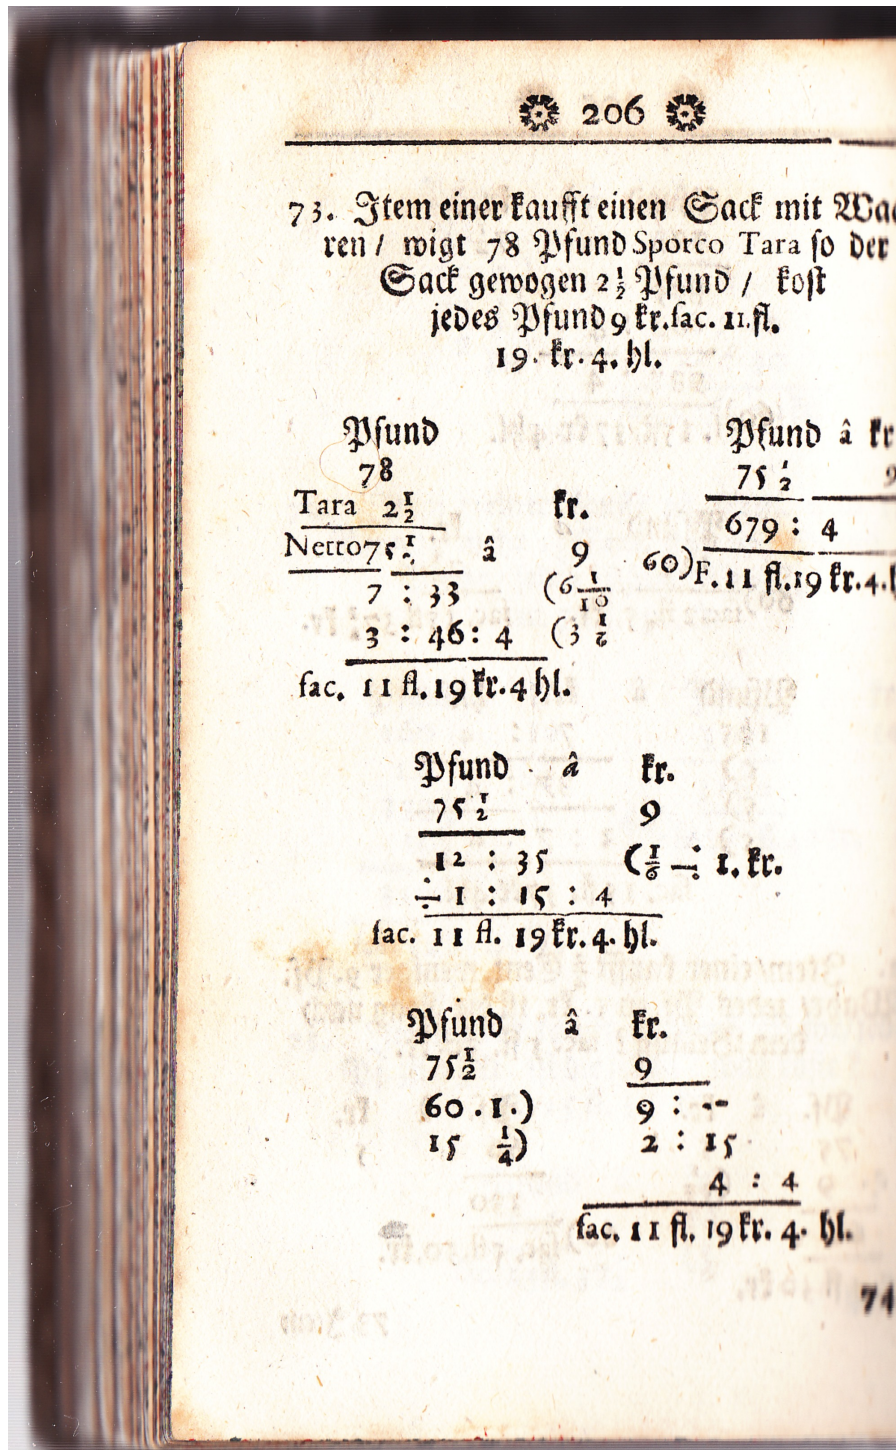 206
73. Item einer kaufft einen Sack mit Waa
ren / wigt 78 Pfund Sporco Tara so der
Sack gewogen 2½ Pfund / kost
jedes Pfund 9 kr. fac. 11. fl.
19. kr. 4. hl.
Pfund
78
Tara 2½
kr.
Netto 75½ â 9
7 : 33 (6 1/10
3 : 46 : 4 (3 ½
fac. 11 fl. 19 kr. 4 hl.
Pfund â kr
75½ 9
679 : 4
60) F. 11 fl. 19 kr. 4. h
Pfund â kr.
75½ 9
12 : 35 (⅙ ÷ 1. kr.
÷ 1 : 15 : 4
fac. 11 fl. 19 kr. 4. hl.
Pfund â kr.
75½ 9
60 . 1 .) 9 : --
15 ¼) 2 : 15
4 : 4
fac. 11 fl. 19 kr. 4. hl.
74